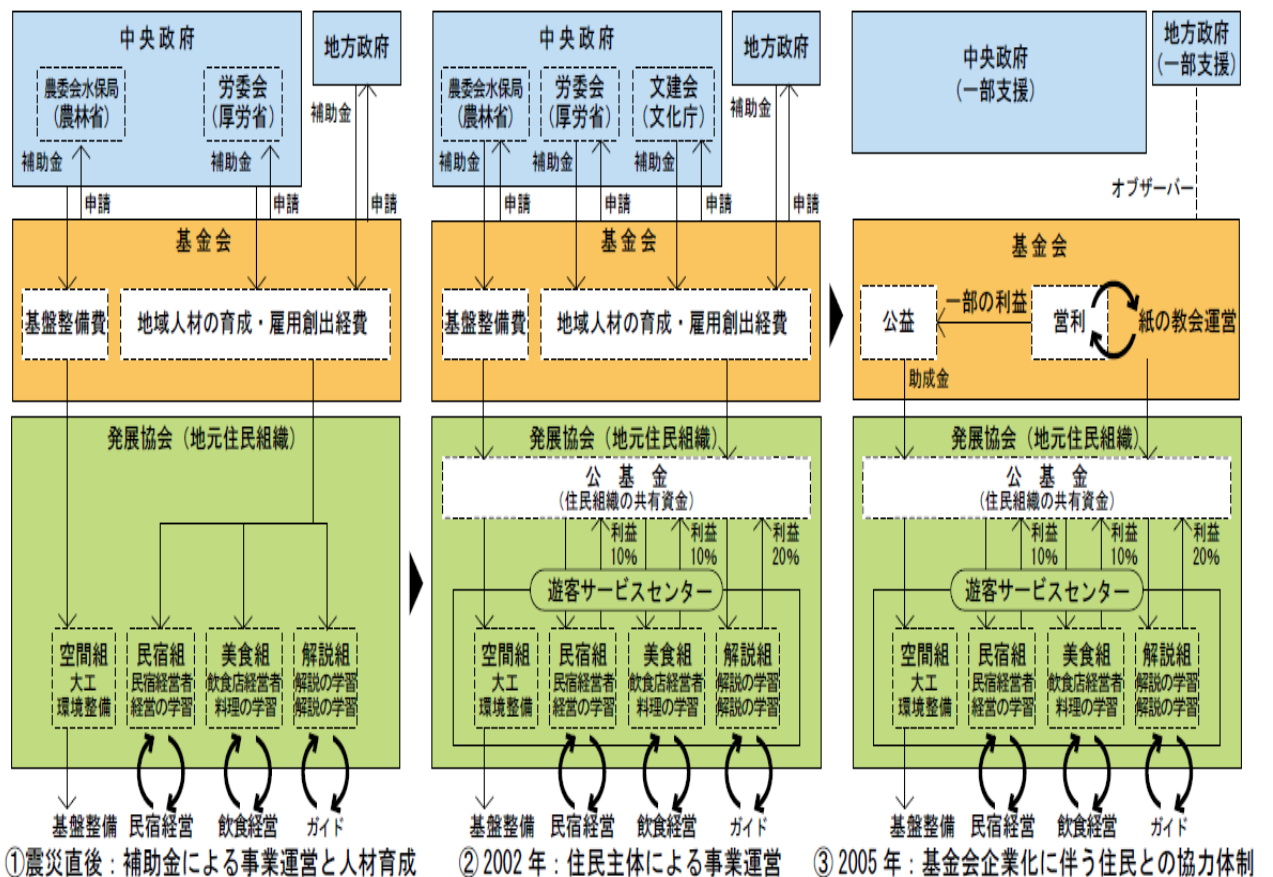 中央政府
地方政府
農委会水保局
(農林省)
労委会
(厚労省)
補助金
補助金
補助金
申請
申請
申請
基金会
基盤整備費
地域人材の育成・雇用創出経費
発展協会（地元住民組織）
空間組
大工
環境整備
民宿組
民宿経営者
経営の学習
美食組
飲食店経営者
料理の学習
解説組
解説の学習
解説の学習
基盤整備
民宿経営
飲食経営
ガイド
①震災直後：補助金による事業運営と人材育成
中央政府
地方政府
農委会水保局
(農林省)
労委会
(厚労省)
文建会
(文化庁)
補助金
補助金
補助金
補助金
申請
申請
申請
申請
基金会
基盤整備費
地域人材の育成・雇用創出経費
発展協会（地元住民組織）
公基金
(住民組織の共有資金)
利益
10%
利益
10%
利益
20%
遊客サービスセンター
空間組
大工
環境整備
民宿組
民宿経営者
経営の学習
美食組
飲食店経営者
料理の学習
解説組
解説の学習
解説の学習
基盤整備
民宿経営
飲食経営
ガイド
②2002年：住民主体による事業運営
中央政府
(一部支援)
地方政府
(一部支援)
オブザーバー
基金会
公益
一部の利益
営利
紙の教会運営
助成金
発展協会（地元住民組織）
公基金
(住民組織の共有資金)
利益
10%
利益
10%
利益
20%
遊客サービスセンター
空間組
大工
環境整備
民宿組
民宿経営者
経営の学習
美食組
飲食店経営者
料理の学習
解説組
解説の学習
解説の学習
基盤整備
民宿経営
飲食経営
ガイド
③2005年：基金会企業化に伴う住民との協力体制